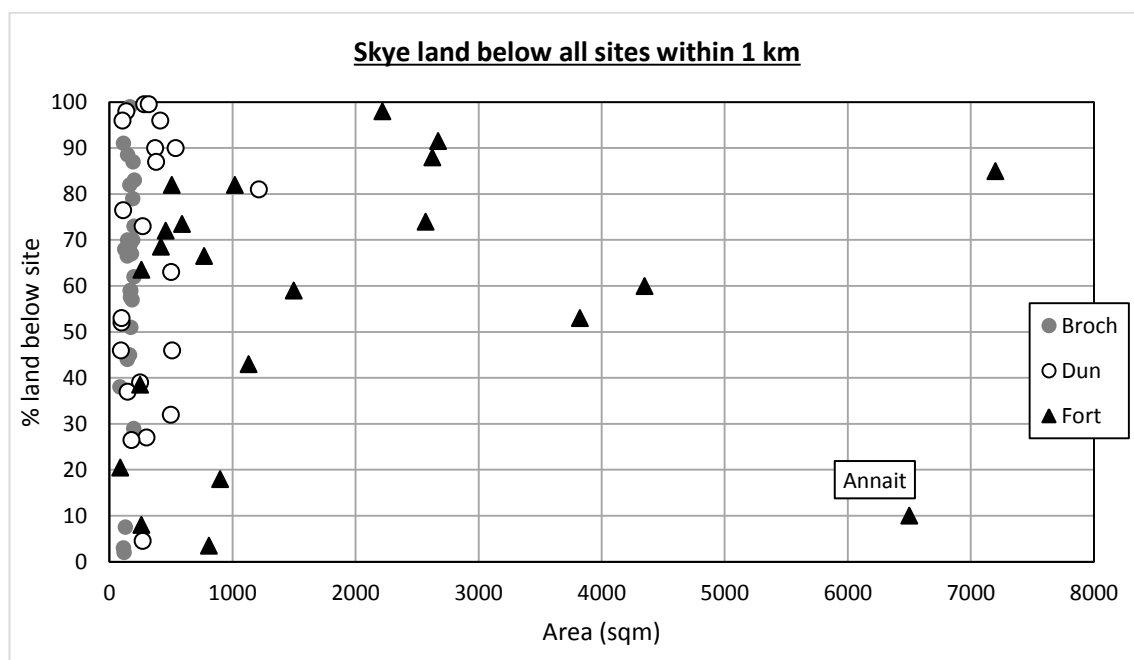 Skye land below all sites within 1 km
100
90
80
70
60
50
40
30
20
10
0
% land below site
0 1000 2000 3000 4000 5000 6000 7000 8000
Area (sqm)
Broch
Dun
Fort
Annait